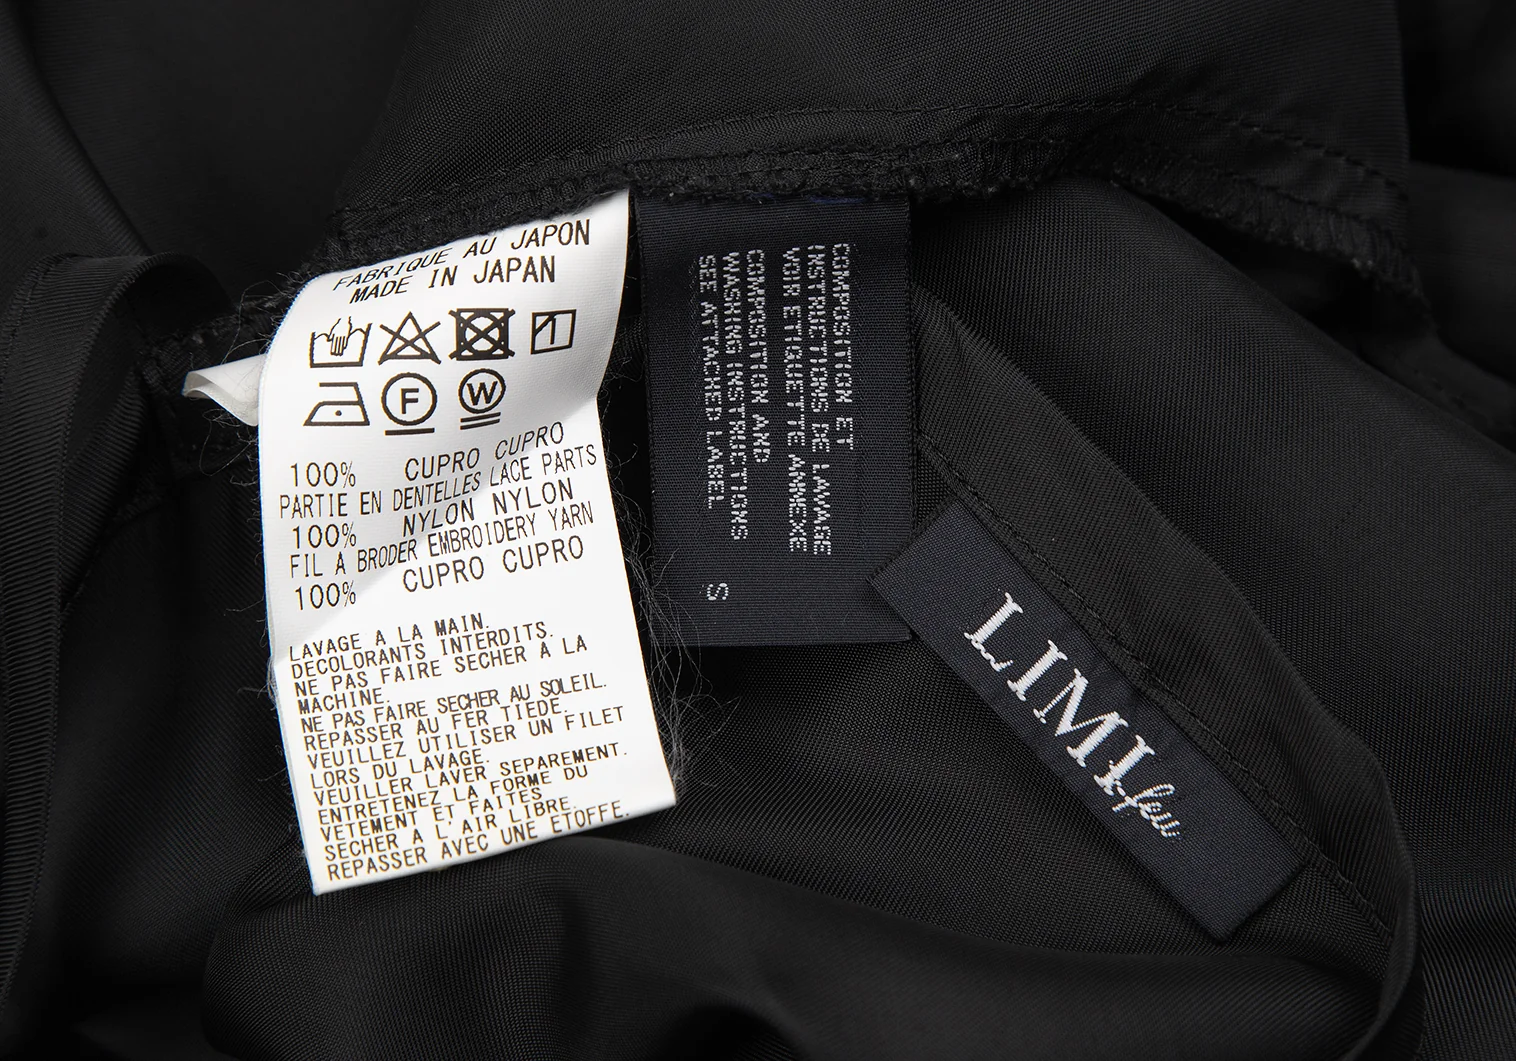 FABRIQUE AU JAPON
MADE IN JAPAN
F
W
100% CUPRO CUPRO
PARTIE EN DENTELLES LACE PARTS
100% NYLON NYLON
FIL A BRODER EMBROIDERY YARN
100% CUPRO CUPRO
LAVAGE A LA MAIN.
DECOLORANTS INTERDITS.
NE PAS FAIRE SECHER A LA
MACHINE.
NE PAS FAIRE SECHER AU SOLEIL.
REPASSER AU FER TIEDE.
VEUILLEZ UTILISER UN FILET
LORS DU LAVAGE.
VEUILLER LAVER SEPAREMENT.
ENTRETENEZ LA FORME DU
VETEMENT ET FAITES
SECHER A L'AIR LIBRE.
REPASSER AVEC UNE ETOFFE.
COMPOSITION ET
INSTRICTIONS DE LAVAGE
VOIR ETIQUETTE ANNEXE
COMPOSITION AND
WASHING INSTRUCTIONS
SEE ATTACHED LABEL
S
LIMI feu